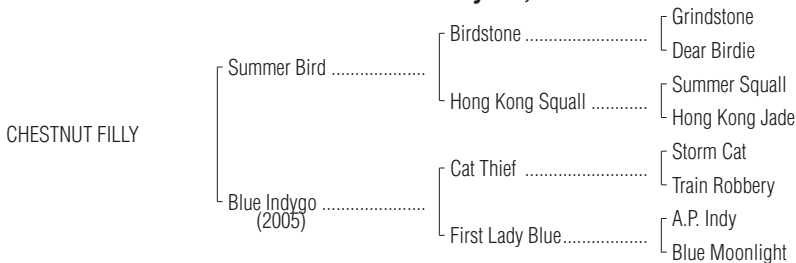 Grindstone
Birdstone ..........................
Dear Birdie
Summer Bird ....................
Summer Squall
Hong Kong Squall ............
Hong Kong Jade
CHESTNUT FILLY
Storm Cat
Cat Thief ..........................
Train Robbery
Blue Indygo ......................
(2005)
A.P. Indy
First Lady Blue..................
Blue Moonlight